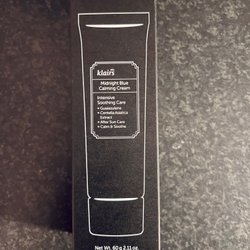 klairs
Midnight Blue
Calming Cream
Intensive
Soothing Care
+ Guaiazulene
+ Centella Asiatica
Extract
+ After Sun Care
+ Calm & Soothe
Net Wt. 60 g 2.11 oz.